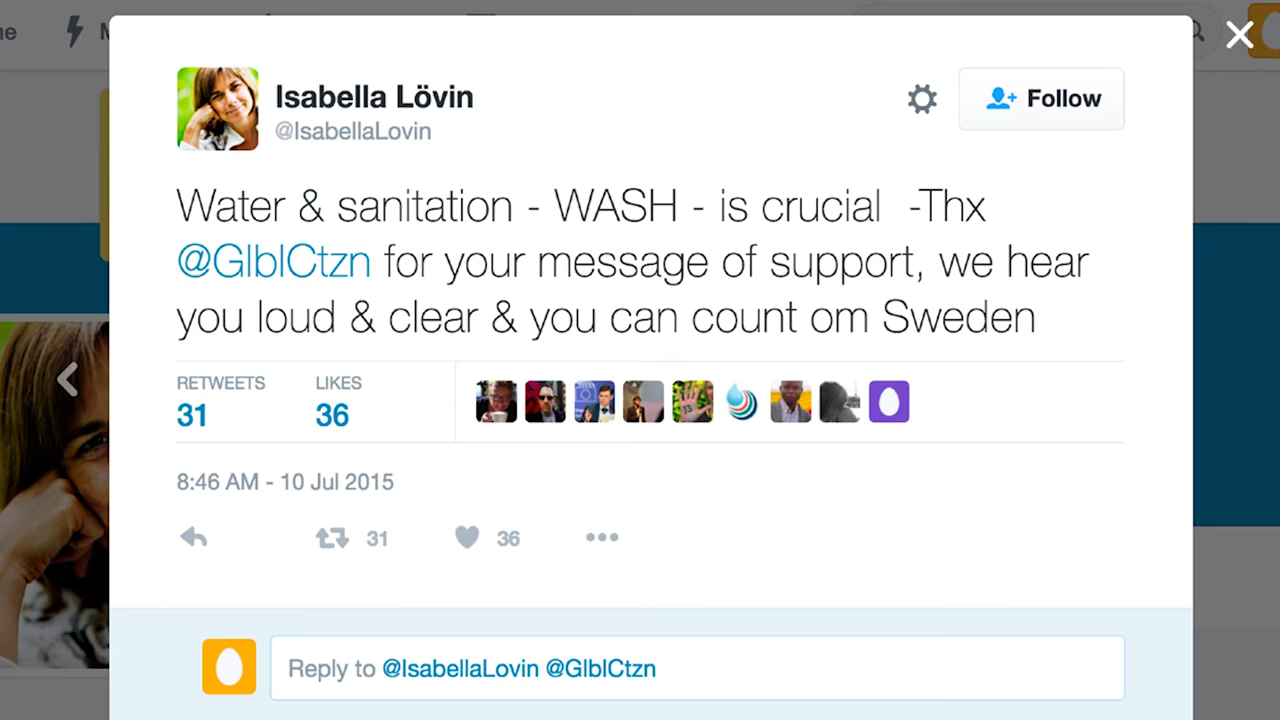 Isabella Lövin
@IsabellaLovin
Follow
Water & sanitation - WASH - is crucial -Thx
@GlblCtzn for your message of support, we hear
you loud & clear & you can count om Sweden
RETWEETS LIKES
31 36
8:46 AM - 10 Jul 2015
31 36
Reply to @IsabellaLovin @GlblCtzn